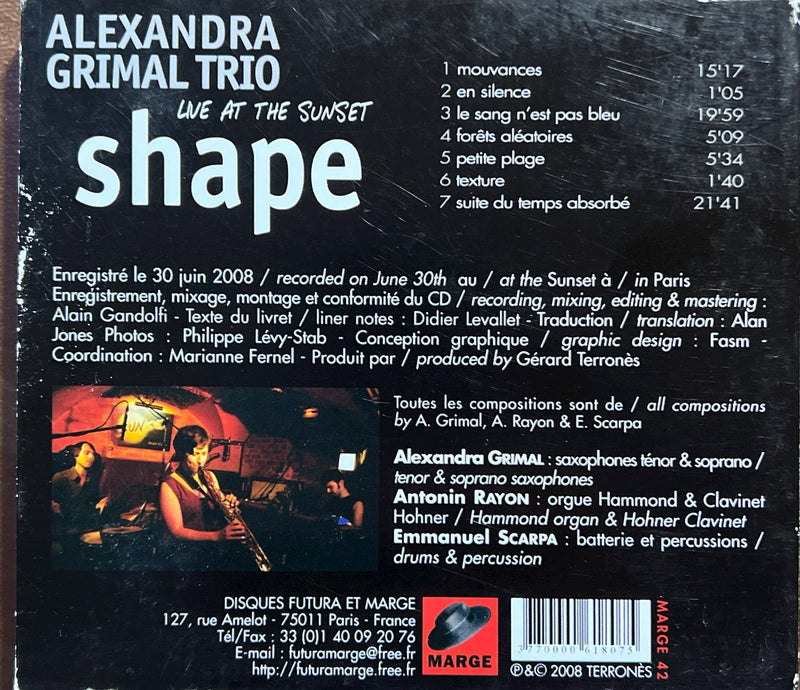 ALEXANDRA
GRIMAL TRIO
LIVE AT THE SUNSET
shape
1 mouvances 15'17
2 en silence 1'05
3 le sang n'est pas bleu 19'59
4 forêts aléatoires 5'09
5 petite plage 5'34
6 texture 1'40
7 suite du temps absorbé 21'41
Enregistré le 30 juin 2008 / recorded on June 30th au / at the Sunset à / in Paris
Enregistrement, mixage, montage et conformité du CD / recording, mixing, editing & mastering :
Alain Gandolfi - Texte du livret / liner notes : Didier Levallet - Traduction / translation : Alan
Jones Photos : Philippe Lévy-Stab - Conception graphique / graphic design : Fasm -
Coordination : Marianne Fernel - Produit par / produced by Gérard Terronès
Toutes les compositions sont de / all compositions
by A. Grimal, A. Rayon & E. Scarpa
Alexandra GRIMAL : saxophones ténor & soprano /
tenor & soprano saxophones
Antonin RAYON : orgue Hammond & Clavinet
Hohner / Hammond organ & Hohner Clavinet
Emmanuel SCARPA : batterie et percussions /
drums & percussion
DISQUES FUTURA ET MARGE
127, rue Amelot - 75011 Paris - France
Tél/Fax : 33 (0)1 40 09 20 76
E-mail : futuramarge@free.fr
http://futuramarge.free.fr
MARGE
3 770000 618075
MARGE 42
℗&© 2008 TERRONÈS